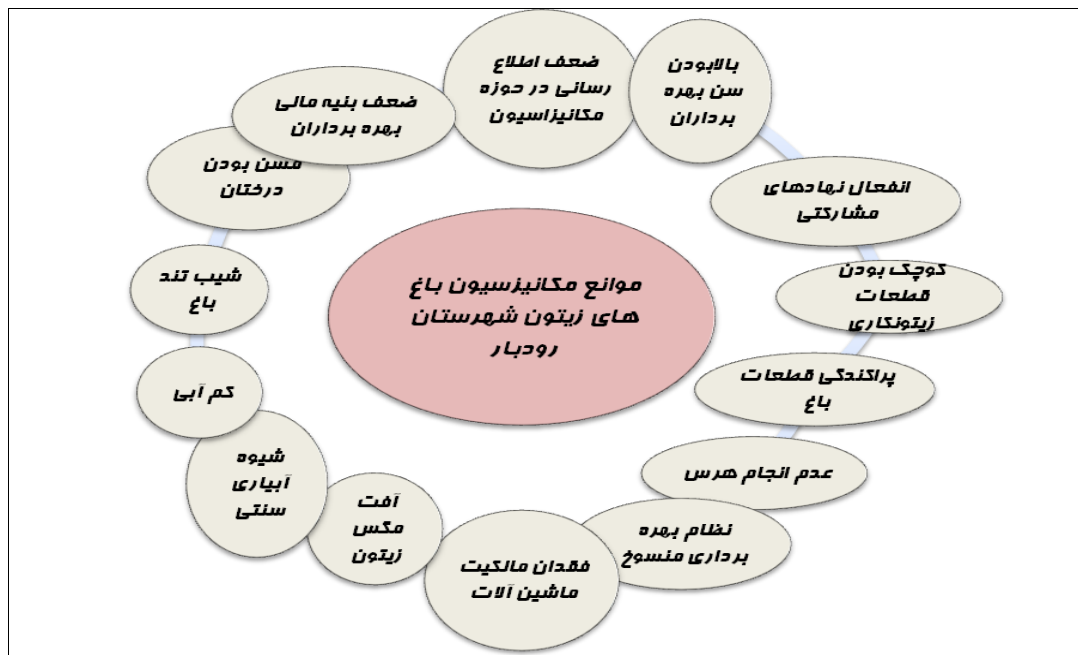 موانع مکانیزسیون باغ
های زیتون شهرستان
رودبار
بالابودن
سن بهره
برداران
انفعال نهادهای
مشارکتی
کوچک بودن
قطعات
زیتونکاری
پراکندگی قطعات
باغ
عدم انجام هرس
نظام بهره
برداری منسوخ
فقدان مالکیت
ماشین آلات
آفت
مگس
زیتون
شیوه
آبیاری
سنتی
کم آبی
شیب تند
باغ
مسن بودن
درختان
ضعف بنیه مالی
بهره برداران
ضعف اطلاع
رسانی در حوزه
مکانیزاسیون